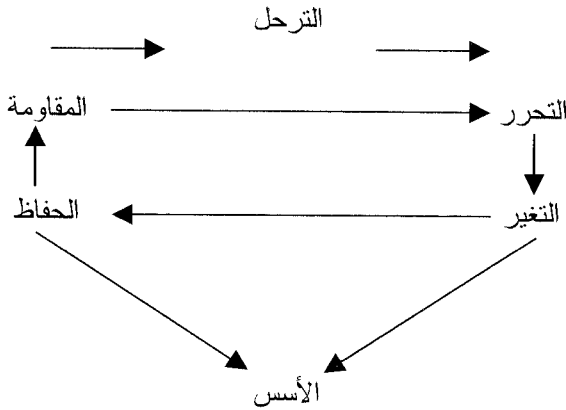 الترحل
المقاومة
التحرر
الحفاظ
التغير
الأسس